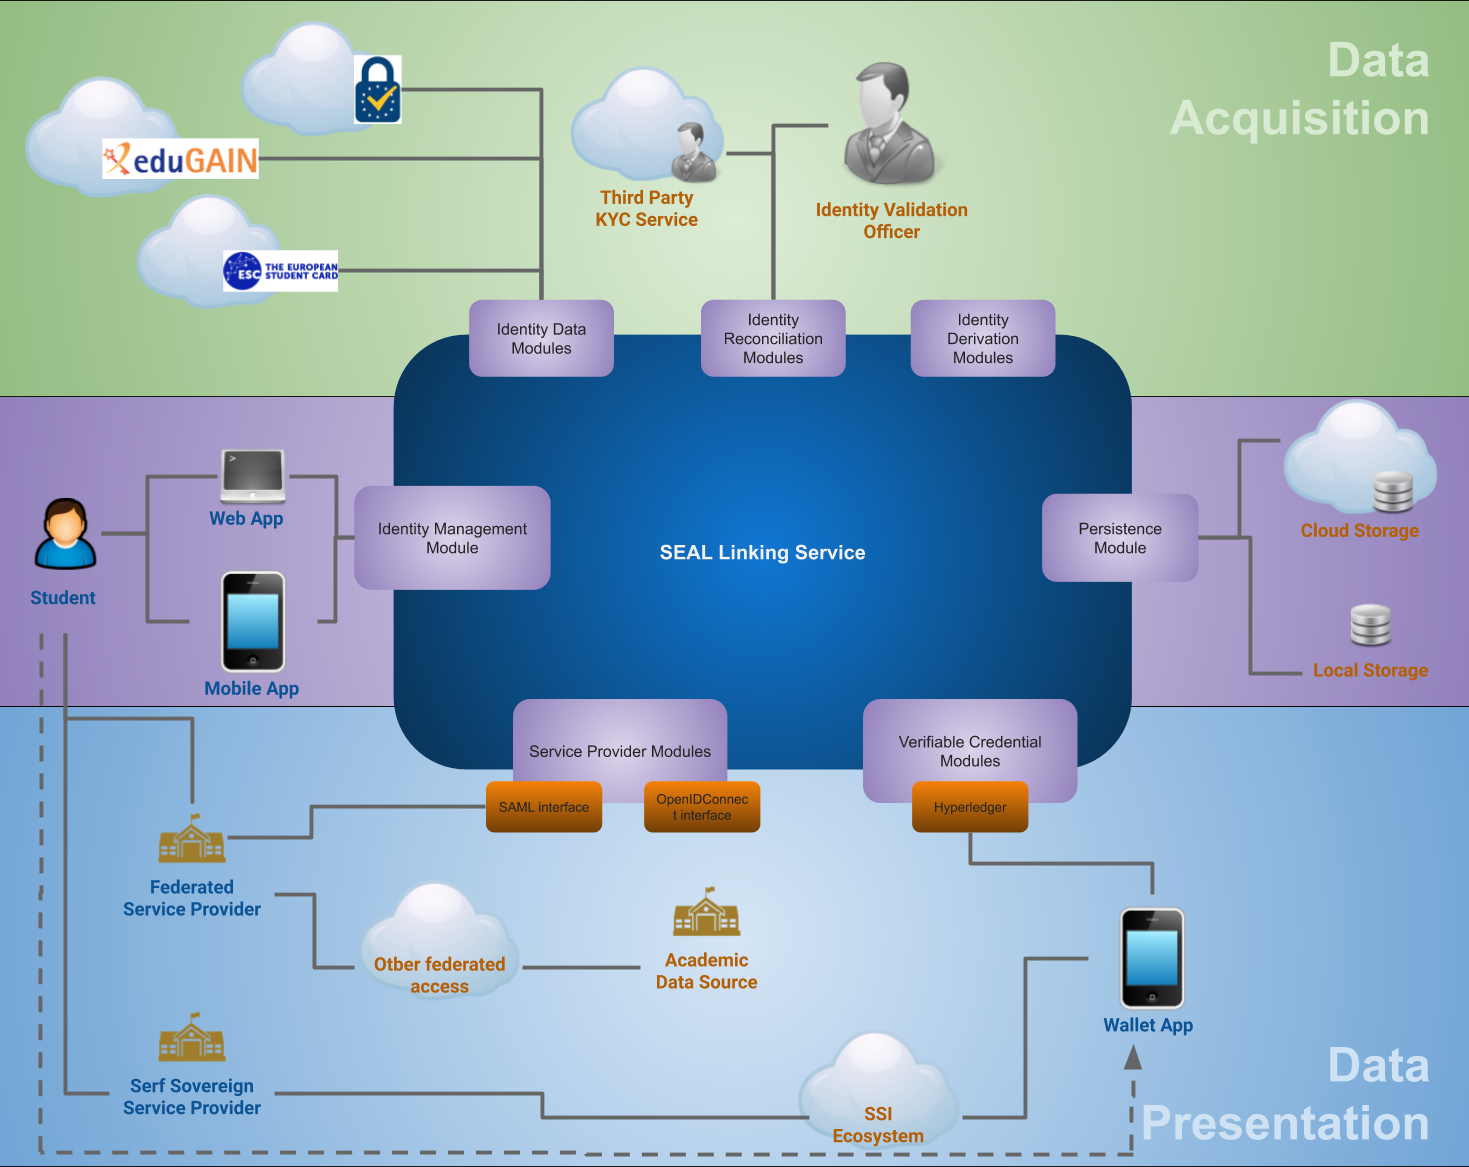 Data
Acquisition
eduGAIN
ESC
THE EUROPEAN
STUDENT CARD
Third Party
KYC Service
Identity Validation
Officer
Identity Data
Modules
Identity
Reconciliation
Modules
Identity
Derivation
Modules
>
Web App
Student
Mobile App
Identity Management
Module
SEAL Linking Service
Persistence
Module
Cloud Storage
Local Storage
Service Provider Modules
SAML interface
OpenIDConnec
t interface
Verifiable Credential
Modules
Hyperledger
Federated
Service Provider
Otber federated
access
Academic
Data Source
Wallet App
Serf Sovereign
Service Provider
SSI
Ecosystem
Data
Presentation